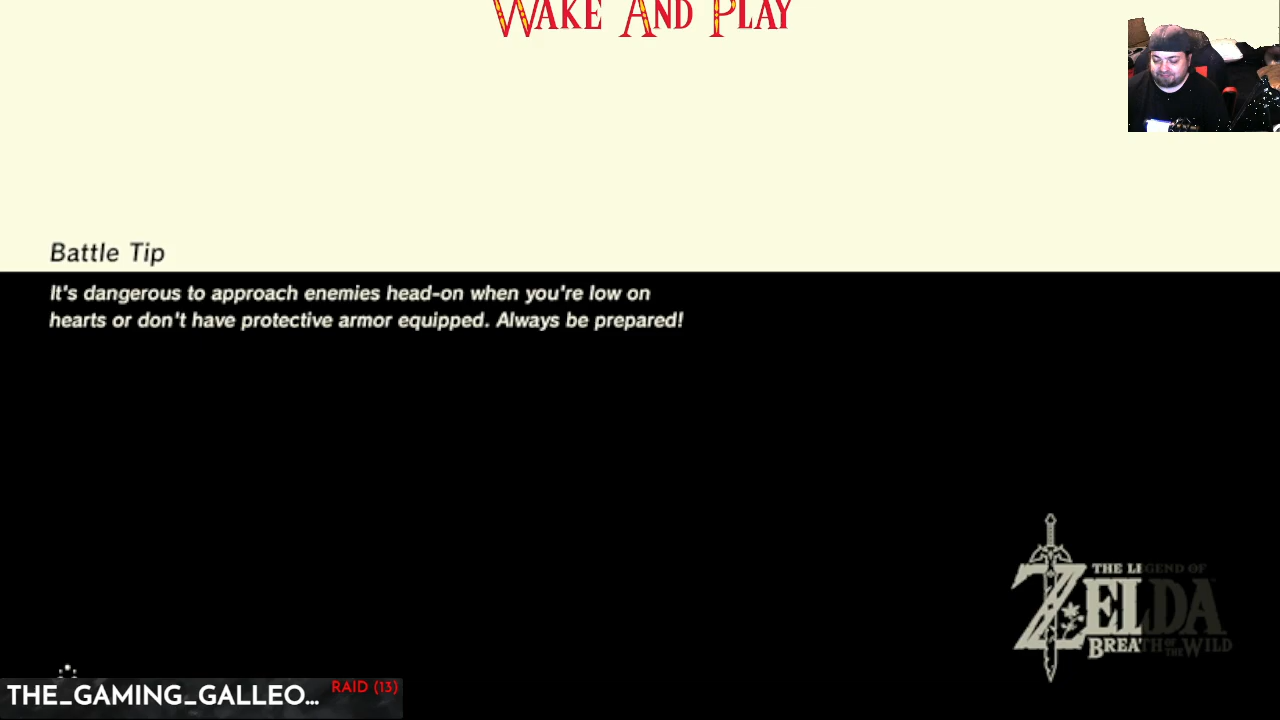 WAKE AND PLAY
Battle Tip
It's dangerous to approach enemies head-on when you're low on
hearts or don't have protective armor equipped. Always be prepared!
THE LEGEND OF
ZELDA
BREATH OF THE WILD
THE_GAMING_GALLEO... RAID (13)